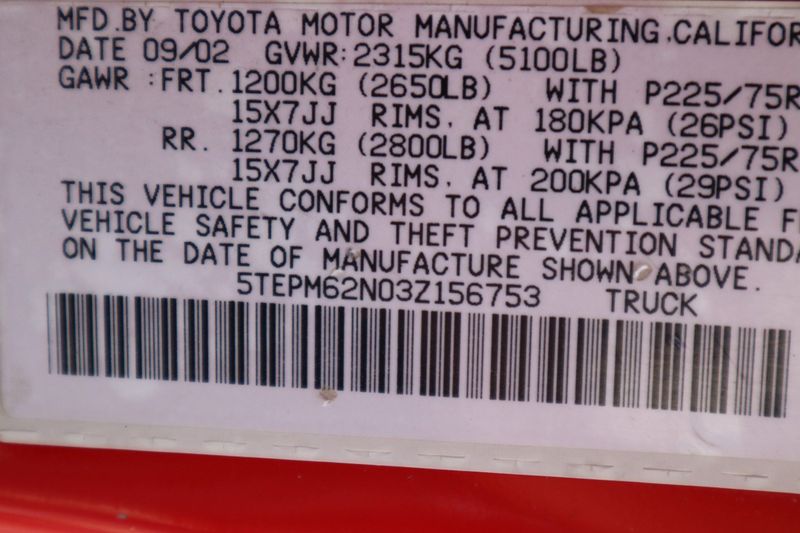 MFD.BY TOYOTA MOTOR MANUFACTURING.CALIFOR
DATE 09/02 GVWR:2315KG (5100LB)
GAWR :FRT. 1200KG (2650LB) WITH P225/75R
15X7JJ RIMS. AT 180KPA (26PSI)
RR. 1270KG (2800LB) WITH P225/75R
15X7JJ RIMS. AT 200KPA (29PSI)
THIS VEHICLE CONFORMS TO ALL APPLICABLE F
VEHICLE SAFETY AND THEFT PREVENTION STANDA
ON THE DATE OF MANUFACTURE SHOWN ABOVE.
5TEPM62N03Z156753 TRUCK